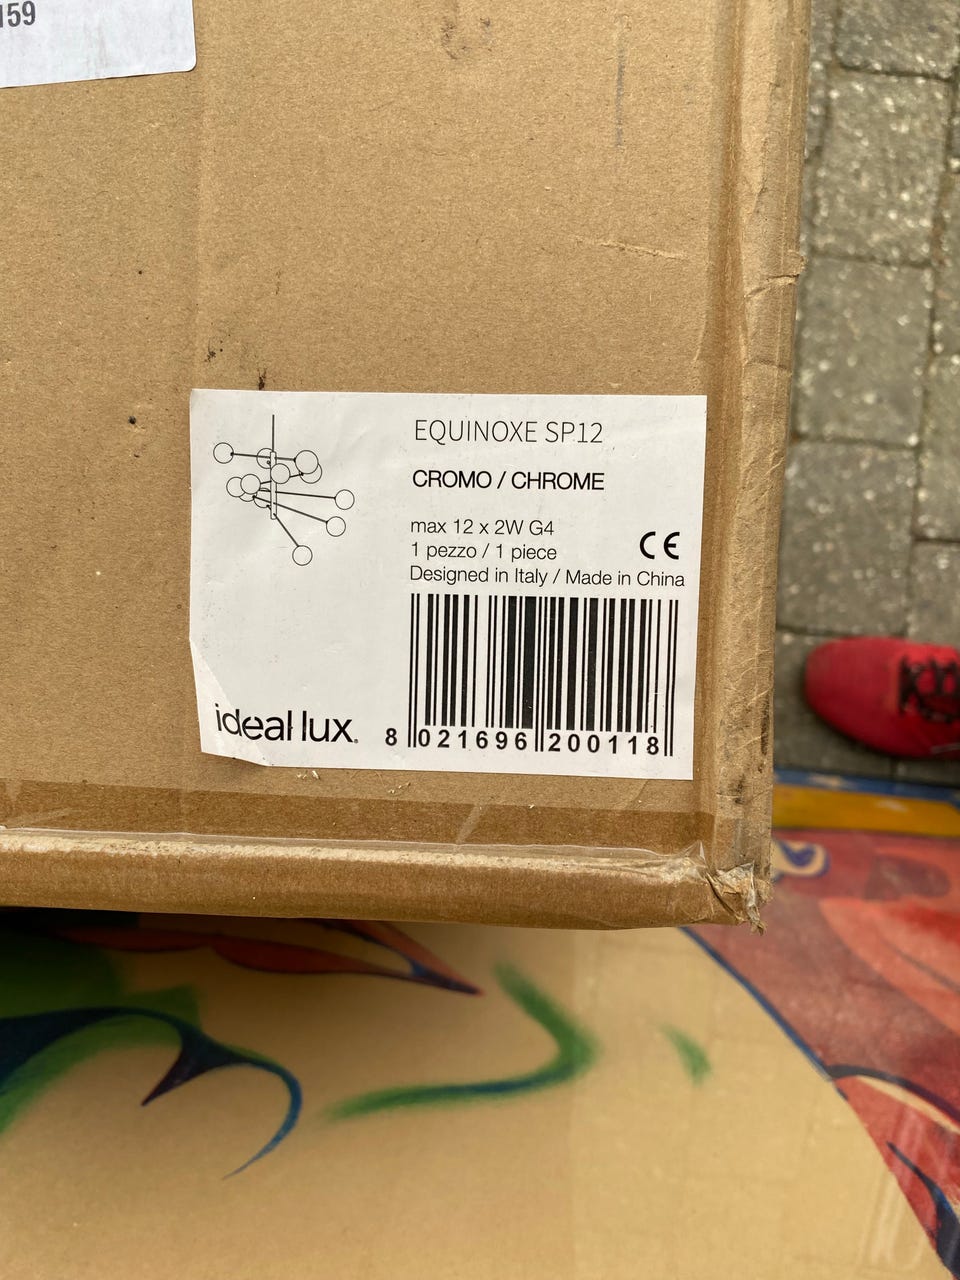 159
EQUINOXE SP12
CROMO / CHROME
max 12 x 2W G4
1 pezzo / 1 piece
CE
Designed in Italy / Made in China
ideal lux.
8 021696 200118